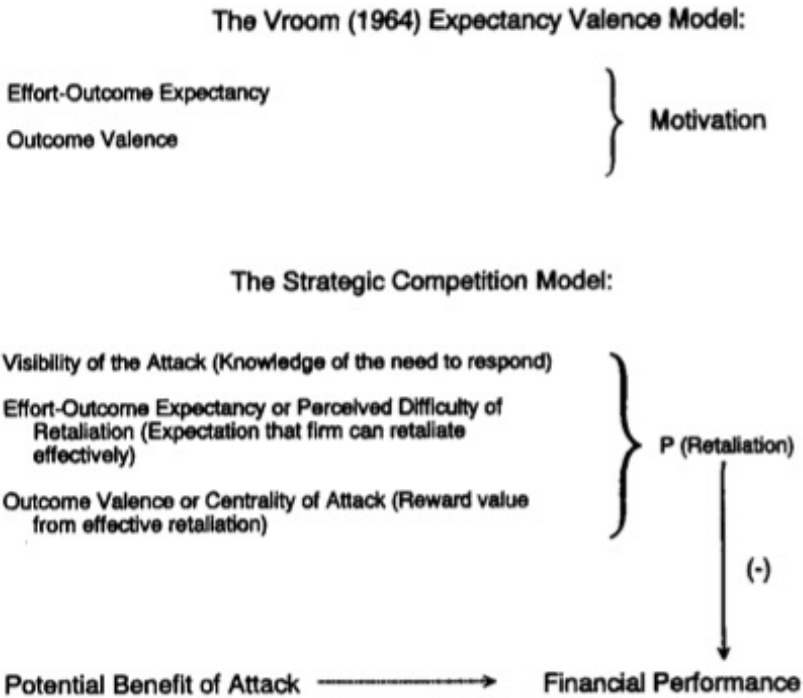 The Vroom (1964) Expectancy Valence Model:
Effort-Outcome Expectancy
Outcome Valence
Motivation
The Strategic Competition Model:
Visibility of the Attack (Knowledge of the need to respond)
Effort-Outcome Expectancy or Perceived Difficulty of
Retaliation (Expectation that firm can retaliate
effectively)
Outcome Valence or Centrality of Attack (Reward value
from effective retaliation)
P (Retaliation)
(-)
Potential Benefit of Attack
Financial Performance